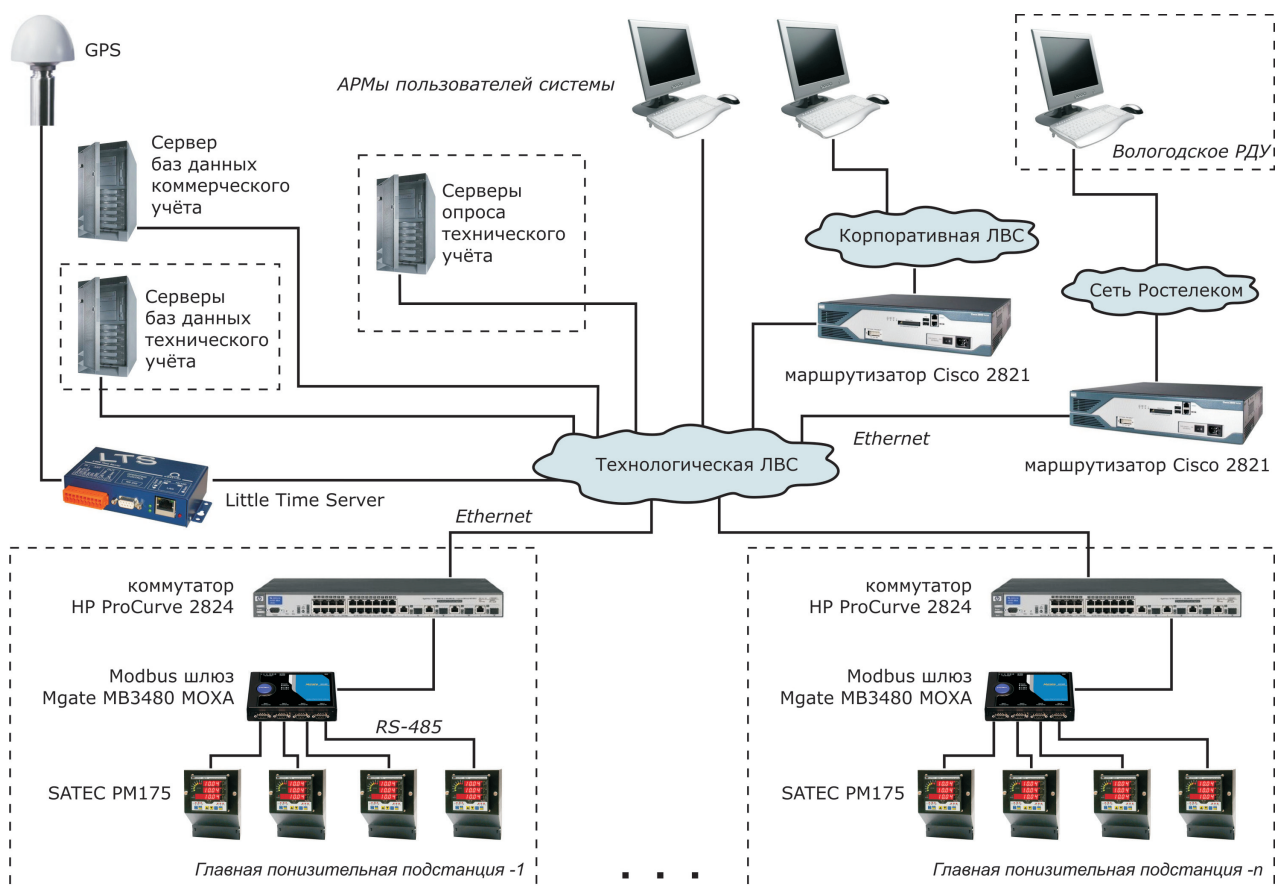 GPS
АРМы пользователей системы
Вологодское РДУ
Сервер
баз данных
коммерческого
учёта
Серверы
опроса
технического
учёта
Корпоративная ЛВС
Сеть Ростелеком
Серверы
баз данных
технического
учёта
маршрутизатор Cisco 2821
Ethernet
маршрутизатор Cisco 2821
Технологическая ЛВС
LTS
Little Time Server
Ethernet
коммутатор
HP ProCurve 2824
Modbus шлюз
Mgate MB3480 MOXA
RS-485
SATEC PM175
Главная понизительная подстанция -1
. . .
коммутатор
HP ProCurve 2824
Modbus шлюз
Mgate MB3480 MOXA
SATEC PM175
Главная понизительная подстанция -n